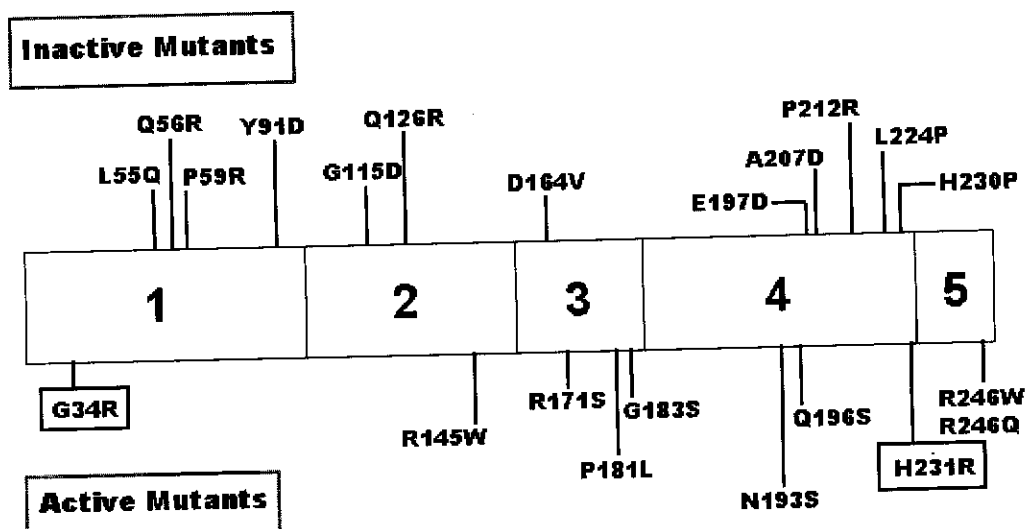 Inactive Mutants
Q56R
Y91D
Q126R
P212R
L55Q
P59R
G115D
D164V
A207D
L224P
E197D
H230P
1
2
3
4
5
G34R
R145W
R171S
G183S
P181L
Q196S
N193S
R246W
R246Q
H231R
Active Mutants